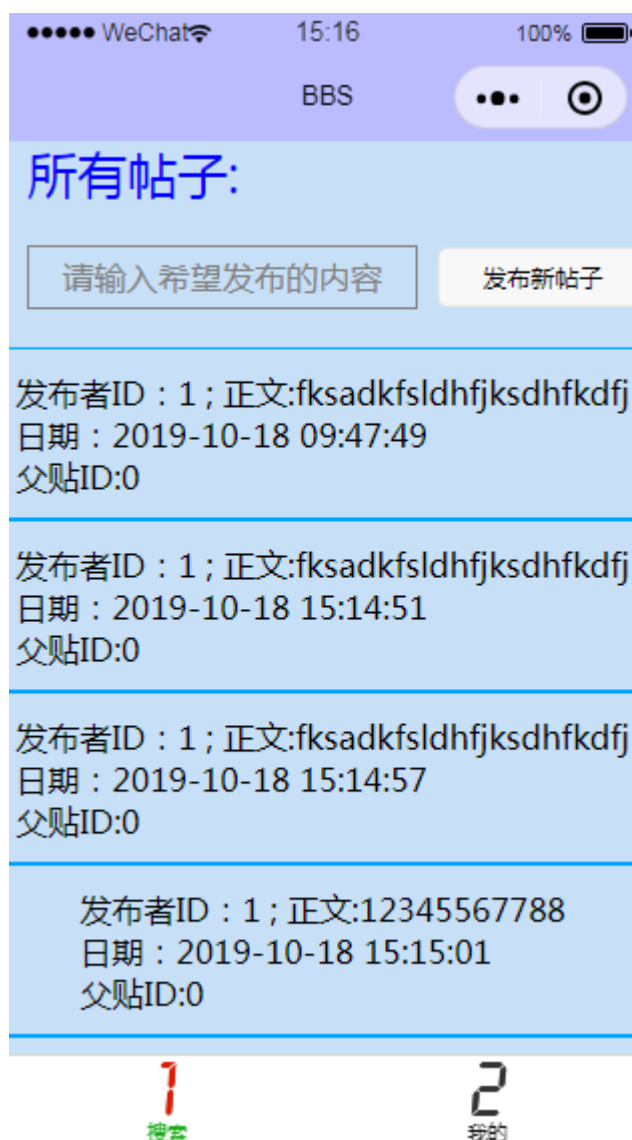 WeChat 15:16 100%
BBS
所有帖子:
请输入希望发布的内容 发布新帖子
发布者ID：1 ; 正文:fksadkfsldhfjksdhfkdfj
日期：2019-10-18 09:47:49
父贴ID:0
发布者ID：1 ; 正文:fksadkfsldhfjksdhfkdfj
日期：2019-10-18 15:14:51
父贴ID:0
发布者ID：1 ; 正文:fksadkfsldhfjksdhfkdfj
日期：2019-10-18 15:14:57
父贴ID:0
发布者ID：1 ; 正文:12345567788
日期：2019-10-18 15:15:01
父贴ID:0
1 2
搜索 我的